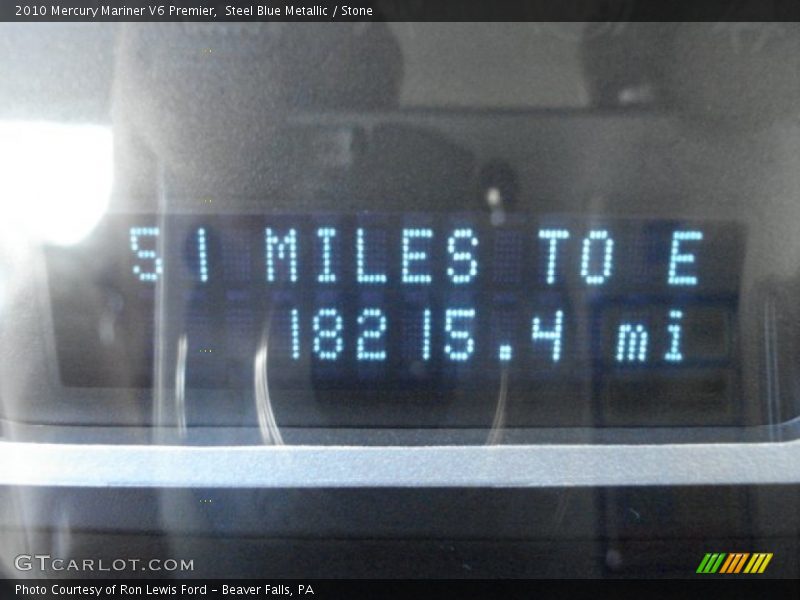 2010 Mercury Mariner V6 Premier,  Steel Blue Metallic / Stone
51 MILES TO E
18215.4 mi
GTCARLOT.COM
Photo Courtesy of Ron Lewis Ford – Beaver Falls, PA